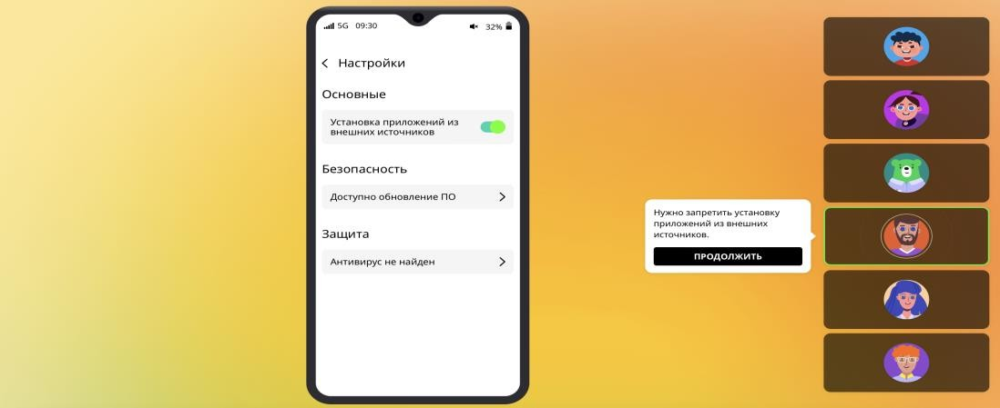 5G 09:30 32%
Настройки
Основные
Установка приложений из
внешних источников
Безопасность
Доступно обновление ПО
Защита
Антивирус не найден
Нужно запретить установку
приложений из внешних
источников.
ПРОДОЛЖИТЬ